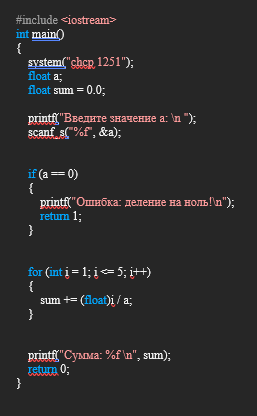 #include <iostream>
int main()
{
system("chcp 1251");
float a;
float sum = 0.0;
printf("Введите значение a: \n ");
scanf_s("%f", &a);
if (a == 0)
{
printf("Ошибка: деление на ноль!\n");
return 1;
}
for (int i = 1; i <= 5; i++)
{
sum += (float)i / a;
}
printf("Сумма: %f \n", sum);
return 0;
}